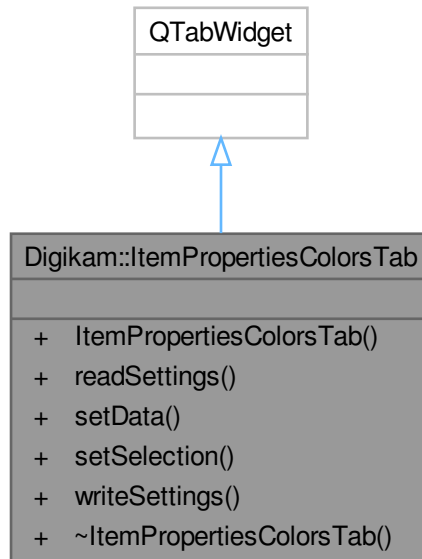 QTabWidget
Digikam::ItemPropertiesColorsTab
+ ItemPropertiesColorsTab()
+ readSettings()
+ setData()
+ setSelection()
+ writeSettings()
+ ~ItemPropertiesColorsTab()